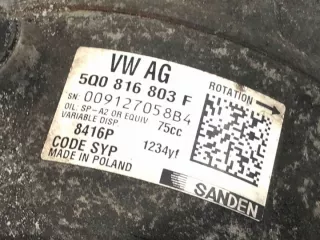 VW AG
5Q0 816 803 F
ROTATION
SN: 009127058B4
OIL: SP-A2 OR EQUIV 75cc
VARIABLE DISP
8416P 1234yf
CODE SYP
MADE IN POLAND
SANDEN